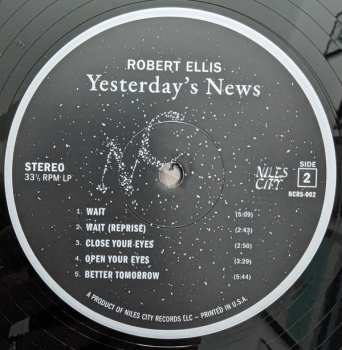 ROBERT ELLIS
Yesterday's News
STEREO
33⅓ RPM LP
NILES CITY
SIDE
2
NCRS-002
1. WAIT (5:09)
2. WAIT (REPRISE) (2:43)
3. CLOSE YOUR EYES (2:50)
4. OPEN YOUR EYES (3:29)
5. BETTER TOMORROW (5:44)
A PRODUCT OF NILES CITY RECORDS LLC – PRINTED IN U.S.A.